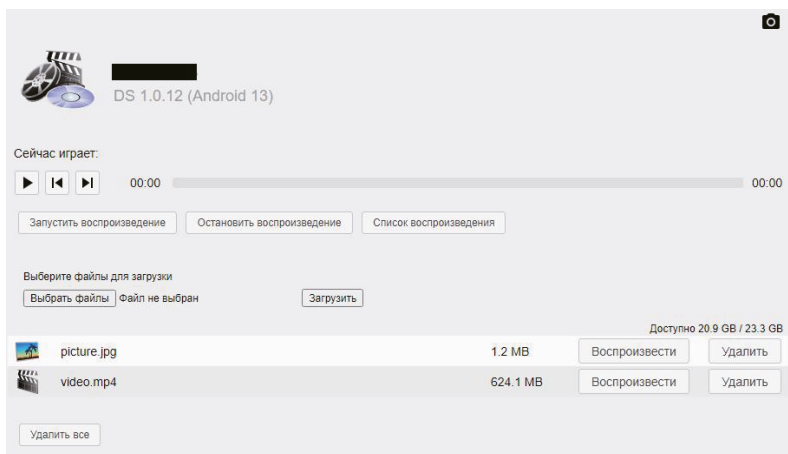 DS 1.0.12 (Android 13)
Сейчас играет:
00:00 00:00
Запустить воспроизведение Остановить воспроизведение Список воспроизведения
Выберите файлы для загрузки
Выбрать файлы Файл не выбран Загрузить
Доступно 20.9 GB / 23.3 GB
picture.jpg 1.2 MB Воспроизвести Удалить
video.mp4 624.1 MB Воспроизвести Удалить
Удалить все